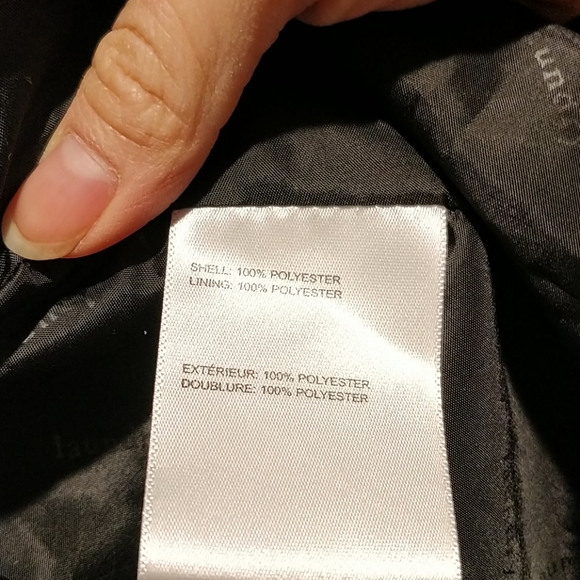 SHELL: 100% POLYESTER
LINING: 100% POLYESTER
EXTÉRIEUR: 100% POLYESTER
DOUBLURE: 100% POLYESTER